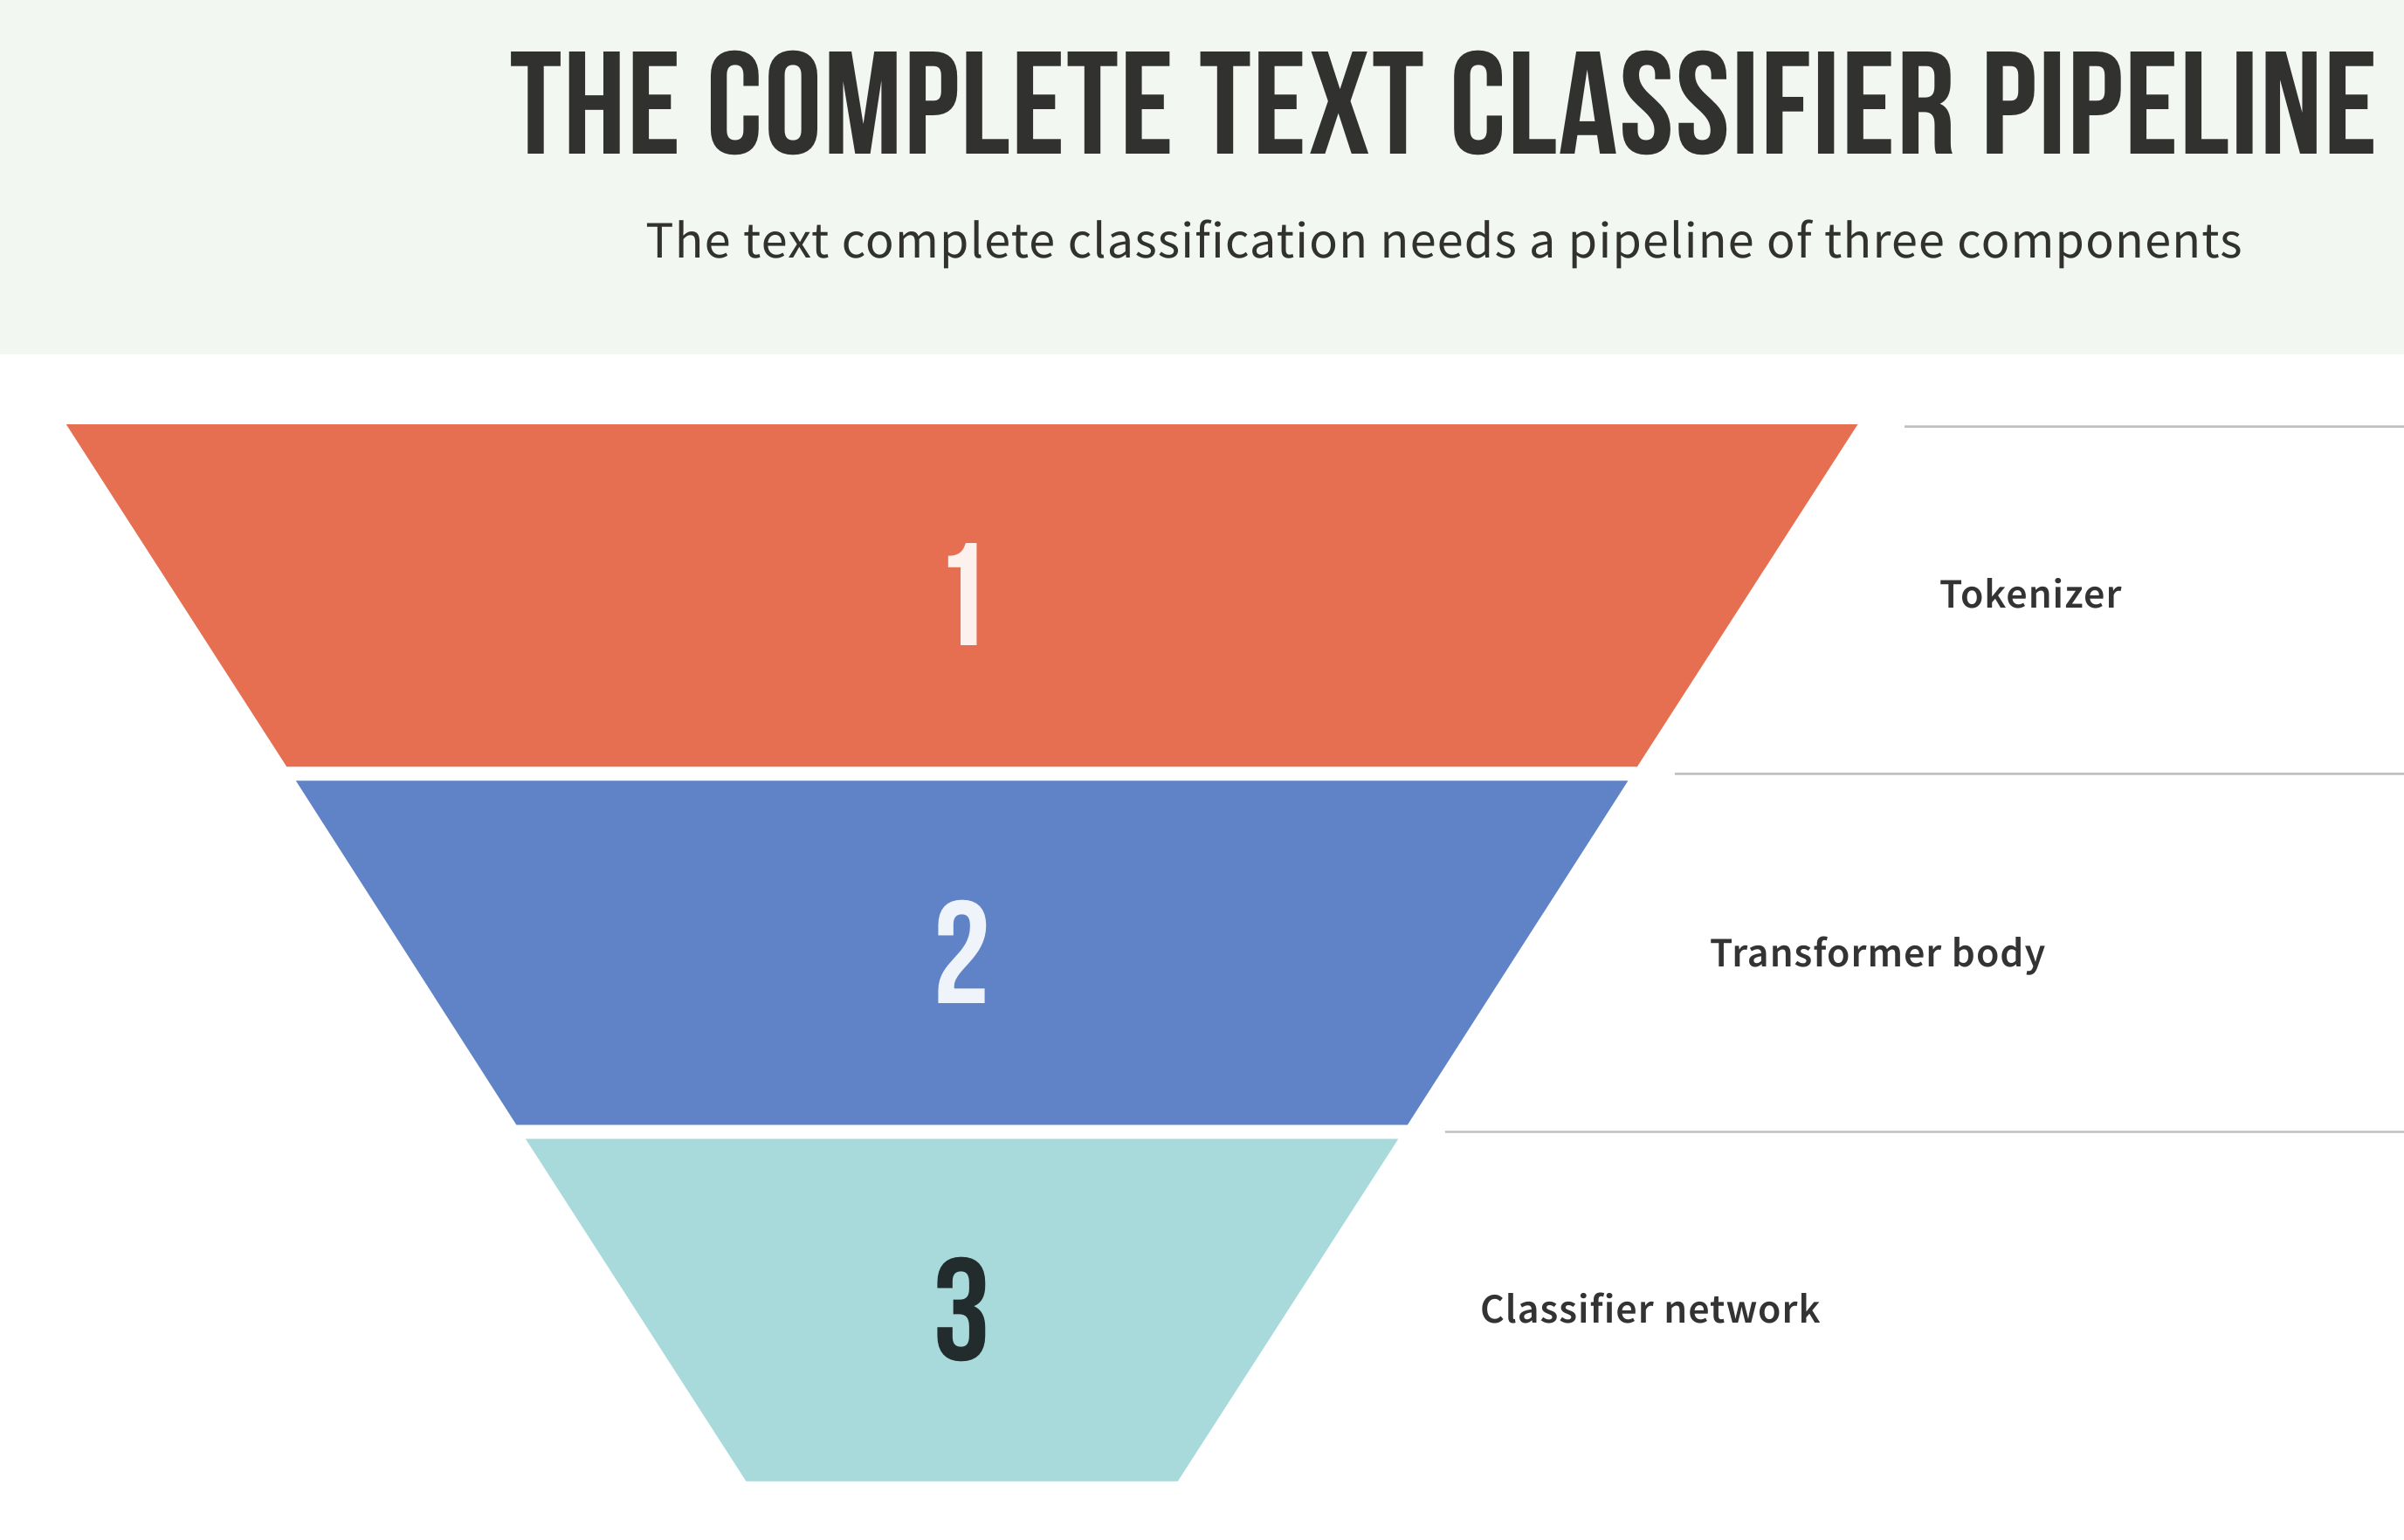 THE COMPLETE TEXT CLASSIFIER PIPELINE
The text complete classification needs a pipeline of three components
1
Tokenizer
2
Transformer body
3
Classifier natwork